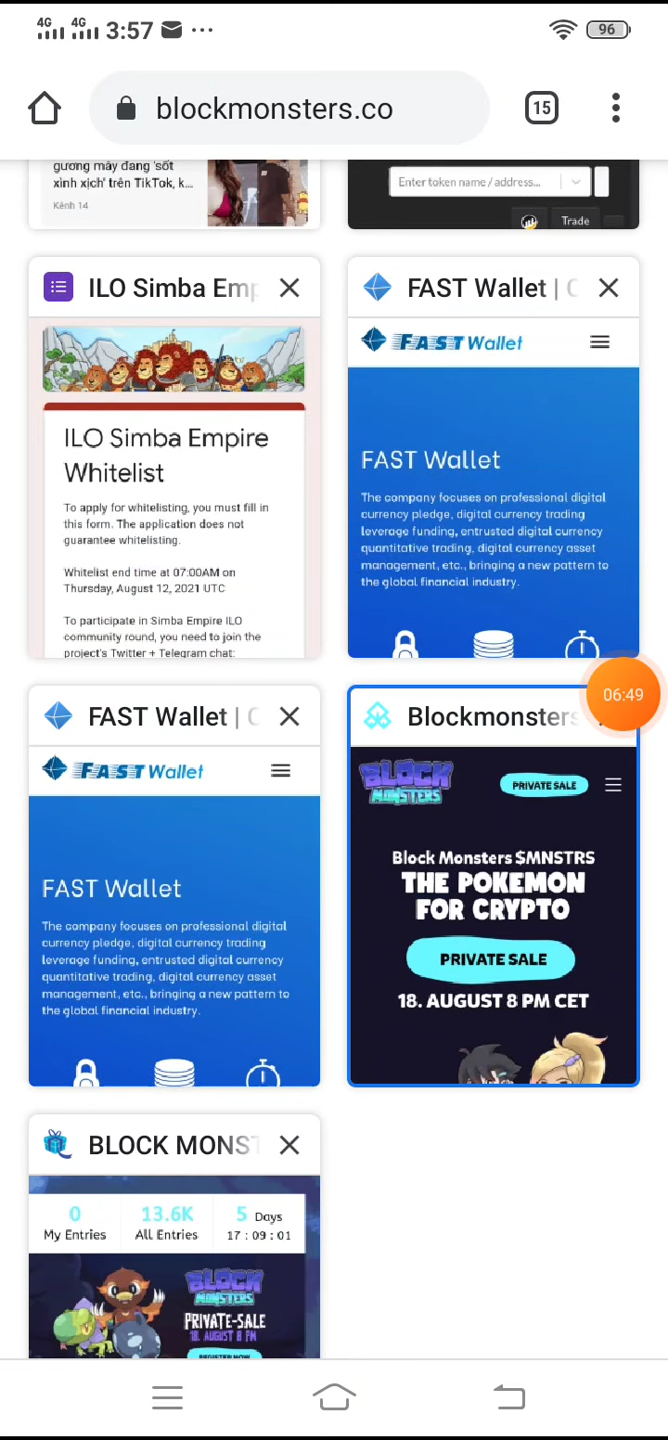 4G 4G 3:57 ... 96
blockmonsters.co 15
gương máy đang 'sốt
xình xịch' trên TikTok, k...
Kênh 14
Enter token name / address...
Trade
ILO Simba Emp
ILO Simba Empire
Whitelist
To apply for whitelisting, you must fill in
this form. The application does not
guarantee whitelisting.
Whitelist end time at 07:00AM on
Thursday, August 12, 2021 UTC
To participate in Simba Empire ILO
community round, you need to join the
project's Twitter + Telegram chat:
FAST Wallet | C
FAST Wallet
FAST Wallet
The company focuses on professional digital
currency pledge, digital currency trading
leverage funding, entrusted digital currency
quantitative trading, digital currency asset
management, etc., bringing a new pattern to
the global financial industry.
06:49
FAST Wallet | C
FAST Wallet
FAST Wallet
The company focuses on professional digital
currency pledge, digital currency trading
leverage funding, entrusted digital currency
quantitative trading, digital currency asset
management, etc., bringing a new pattern to
the global financial industry.
Blockmonsters
BLOCK
MONSTERS
PRIVATE SALE
Block Monsters $MNSTRS
THE POKEMON
FOR CRYPTO
PRIVATE SALE
18. AUGUST 8 PM CET
BLOCK MONST
0 13.6K 5 Days
My Entries All Entries 17 : 09 : 01
BLOCK
MONSTERS
PRIVATE-SALE
18. AUGUST 8 PM
REGISTER NOW